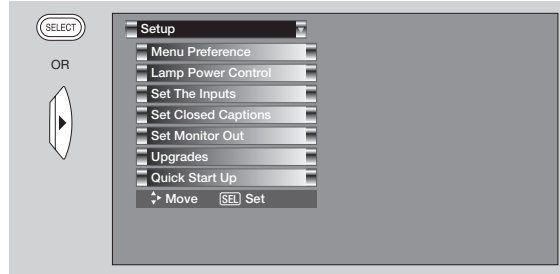 SELECT
OR
Setup
Menu Preference
Lamp Power Control
Set The Inputs
Set Closed Captions
Set Monitor Out
Upgrades
Quick Start Up
Move SEL Set